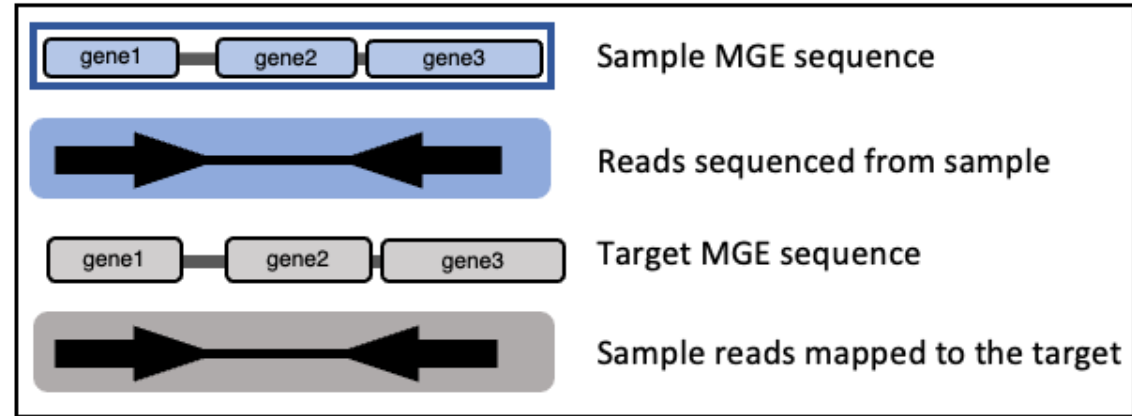 gene1 gene2 gene3 Sample MGE sequence
Reads sequenced from sample
gene1 gene2 gene3 Target MGE sequence
Sample reads mapped to the target